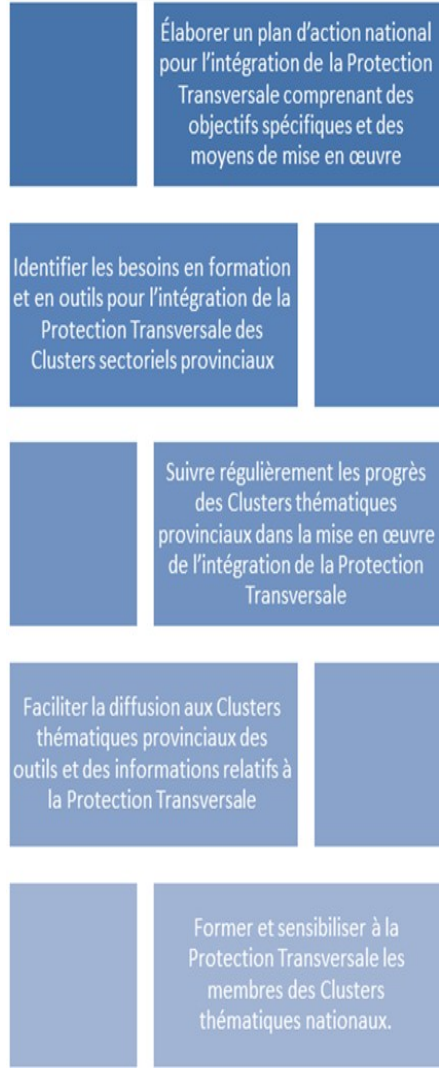 Élaborer un plan d’action national
pour l’intégration de la Protection
Transversale comprenant des
objectifs spécifiques et des
moyens de mise en œuvre
Identifier les besoins en formation
et en outils pour l’intégration de la
Protection Transversale des
Clusters sectoriels provinciaux
Suivre régulièrement les progrès
des Clusters thématiques
provinciaux dans la mise en œuvre
de l’intégration de la Protection
Transversale
Faciliter la diffusion aux Clusters
thématiques provinciaux des
outils et des informations relatifs à
la Protection Transversale
Former et sensibiliser à la
Protection Transversale les
membres des Clusters
thématiques nationaux.